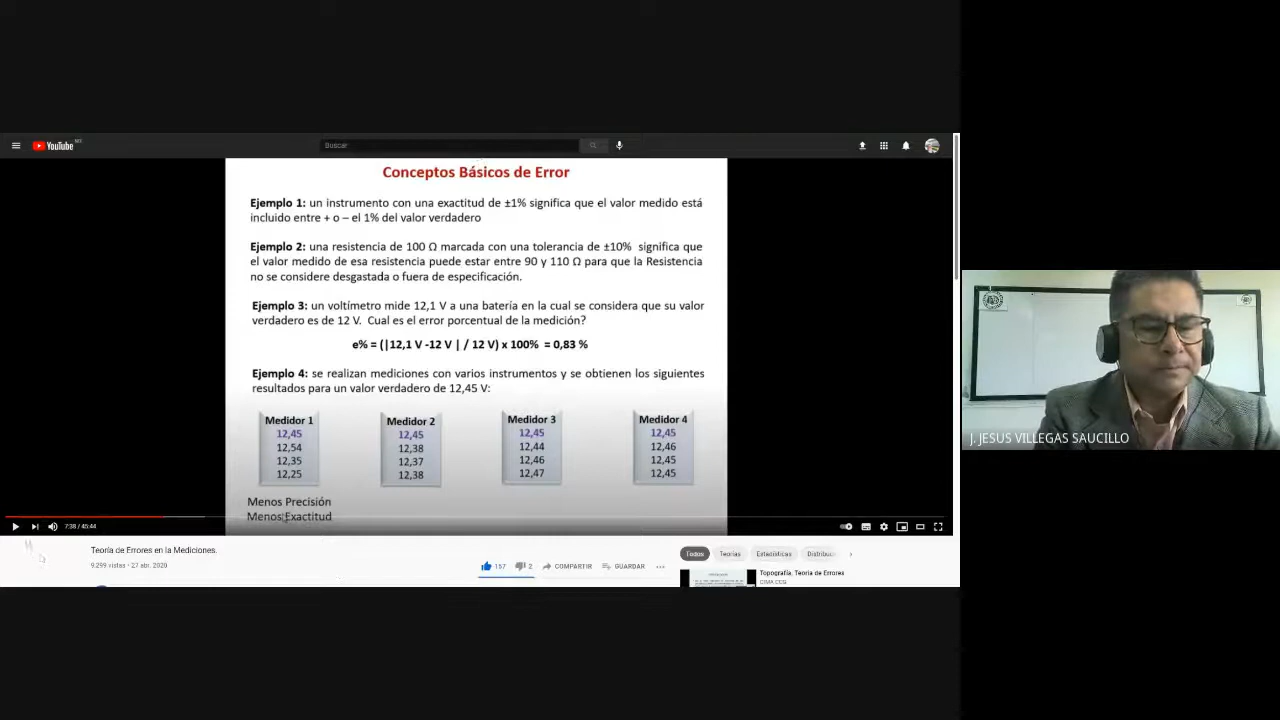 YouTube MX
Buscar
Conceptos Básicos de Error
Ejemplo 1: un instrumento con una exactitud de ±1% significa que el valor medido está
incluido entre + o – el 1% del valor verdadero
Ejemplo 2: una resistencia de 100 Ω marcada con una tolerancia de ±10% significa que
el valor medido de esa resistencia puede estar entre 90 y 110 Ω para que la Resistencia
no se considere desgastada o fuera de especificación.
Ejemplo 3: un voltímetro mide 12,1 V a una batería en la cual se considera que su valor
verdadero es de 12 V. Cual es el error porcentual de la medición?
e% = (|12,1 V -12 V | / 12 V) x 100% = 0,83 %
Ejemplo 4: se realizan mediciones con varios instrumentos y se obtienen los siguientes
resultados para un valor verdadero de 12,45 V:
Medidor 1
12,45
12,54
12,35
12,25
Medidor 2
12,45
12,38
12,37
12,38
Medidor 3
12,45
12,44
12,46
12,47
Medidor 4
12,45
12,46
12,45
12,45
Menos Precisión
Menos Exactitud
7:38 / 45:44
Teoría de Errores en la Mediciones.
9.299 vistas • 27 abr. 2020
157
2
COMPARTIR
GUARDAR
Todos
Teorías
Estadísticas
Topografía, Teoría de Errores
J. JESUS VILLEGAS SAUCILLO